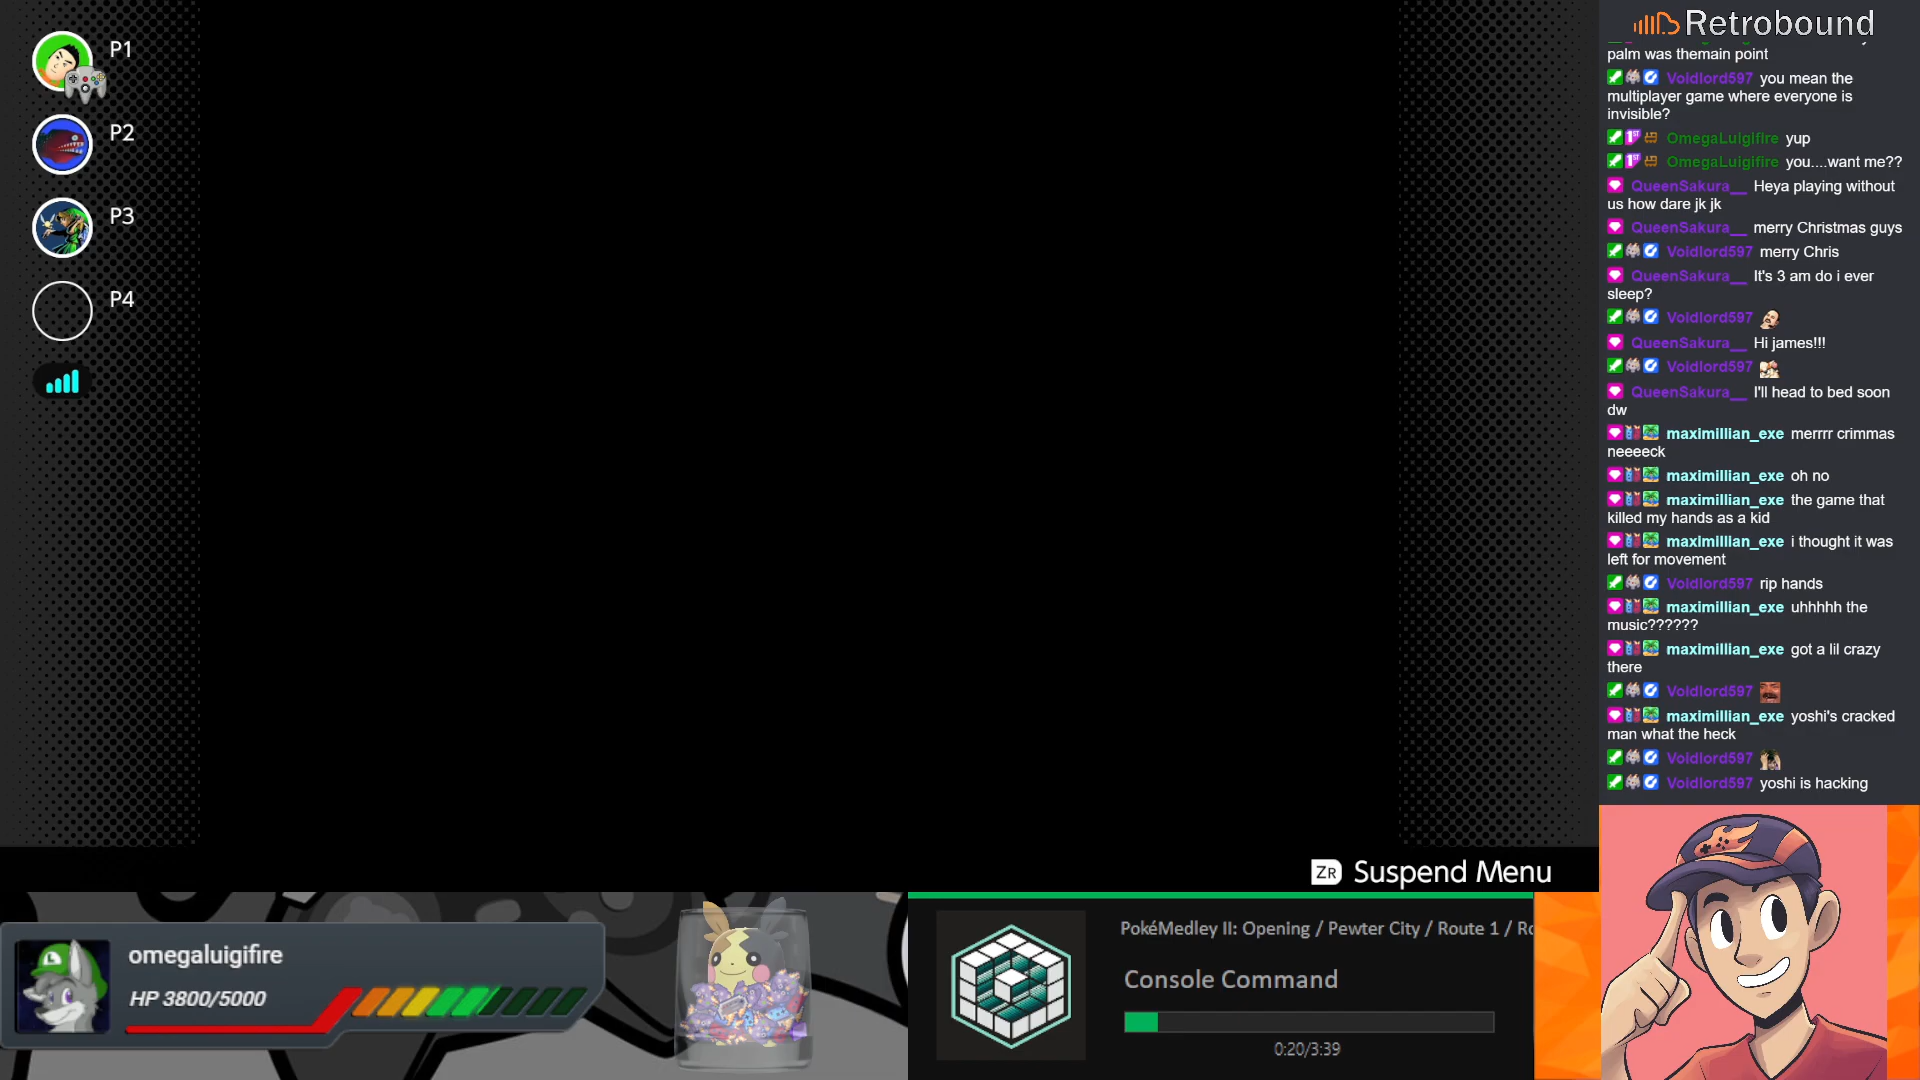 P1
P2
P3
P4
ZR Suspend Menu
Retrobound
palm was themain point
Voidlord597 you mean the
multiplayer game where everyone is
invisible?
OmegaLuigifire yup
OmegaLuigifire you....want me??
QueenSakura__ Heya playing without
us how dare jk jk
QueenSakura__ merry Christmas guys
Voidlord597 merry Chris
QueenSakura__ It's 3 am do i ever
sleep?
Voidlord597
QueenSakura__ Hi james!!!
Voidlord597
QueenSakura__ I'll head to bed soon
dw
maximillian_exe merrrr crimmas
neeeeck
maximillian_exe oh no
maximillian_exe the game that
killed my hands as a kid
maximillian_exe i thought it was
left for movement
Voidlord597 rip hands
maximillian_exe uhhhhh the
music??????
maximillian_exe got a lil crazy
there
Voidlord597
maximillian_exe yoshi's cracked
man what the heck
Voidlord597
Voidlord597 yoshi is hacking
omegaluigifire
HP 3800/5000
PokéMedley II: Opening / Pewter City / Route 1 / Ro
Console Command
0:20/3:39